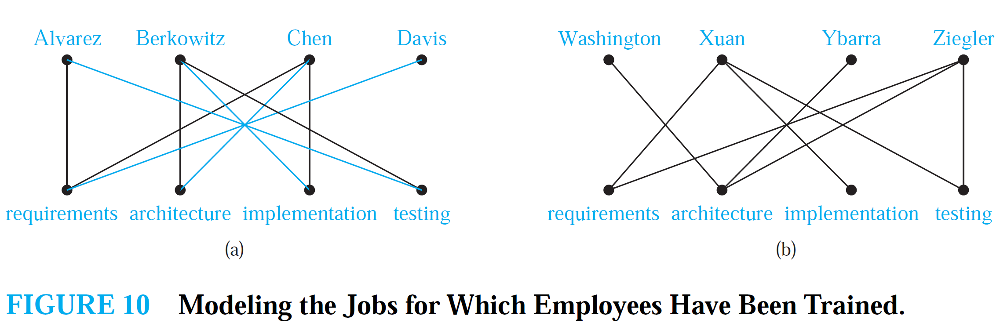 Alvarez Berkowitz Chen Davis Washington Xuan Ybarra Ziegler
requirements architecture implementation testing requirements architecture implementation testing
(a) (b)
FIGURE 10 Modeling the Jobs for Which Employees Have Been Trained.